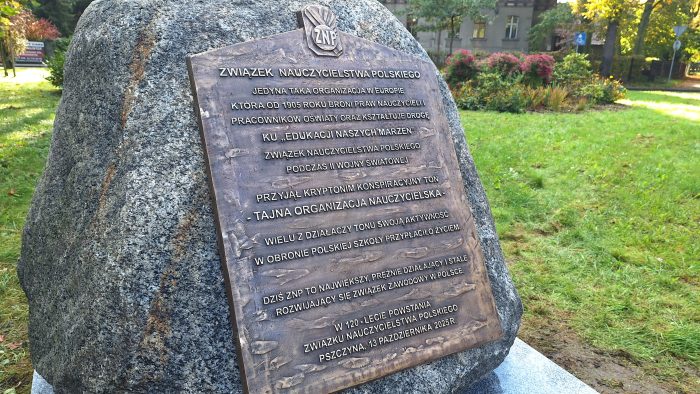 ZNP
ZWIĄZEK NAUCZYCIELSTWA POLSKIEGO
JEDYNA TAKA ORGANIZACJA W EUROPIE,
KTÓRA OD 1905 ROKU BRONI PRAW NAUCZYCIELI I
PRACOWNIKÓW OŚWIATY ORAZ KSZTAŁTUJE DROGĘ
KU „EDUKACJI NASZYCH MARZEŃ"
ZWIĄZEK NAUCZYCIELSTWA POLSKIEGO
PODCZAS II WOJNY ŚWIATOWEJ
PRZYJĄŁ KRYPTONIM KONSPIRACYJNY TON
- TAJNA ORGANIZACJA NAUCZYCIELSKA -
WIELU Z DZIAŁACZY TONU SWOJĄ AKTYWNOŚĆ
W OBRONIE POLSKIEJ SZKOŁY PRZYPŁACIŁO ŻYCIEM
DZIŚ ZNP TO NAJWIĘKSZY, PRĘŻNIE DZIAŁAJĄCY I STALE
ROZWIJAJĄCY SIĘ ZWIĄZEK ZAWODOWY W POLSCE
W 120 - LECIE POWSTANIA
ZWIĄZKU NAUCZYCIELSTWA POLSKIEGO
PSZCZYNA, 13 PAŹDZIERNIKA 2025R